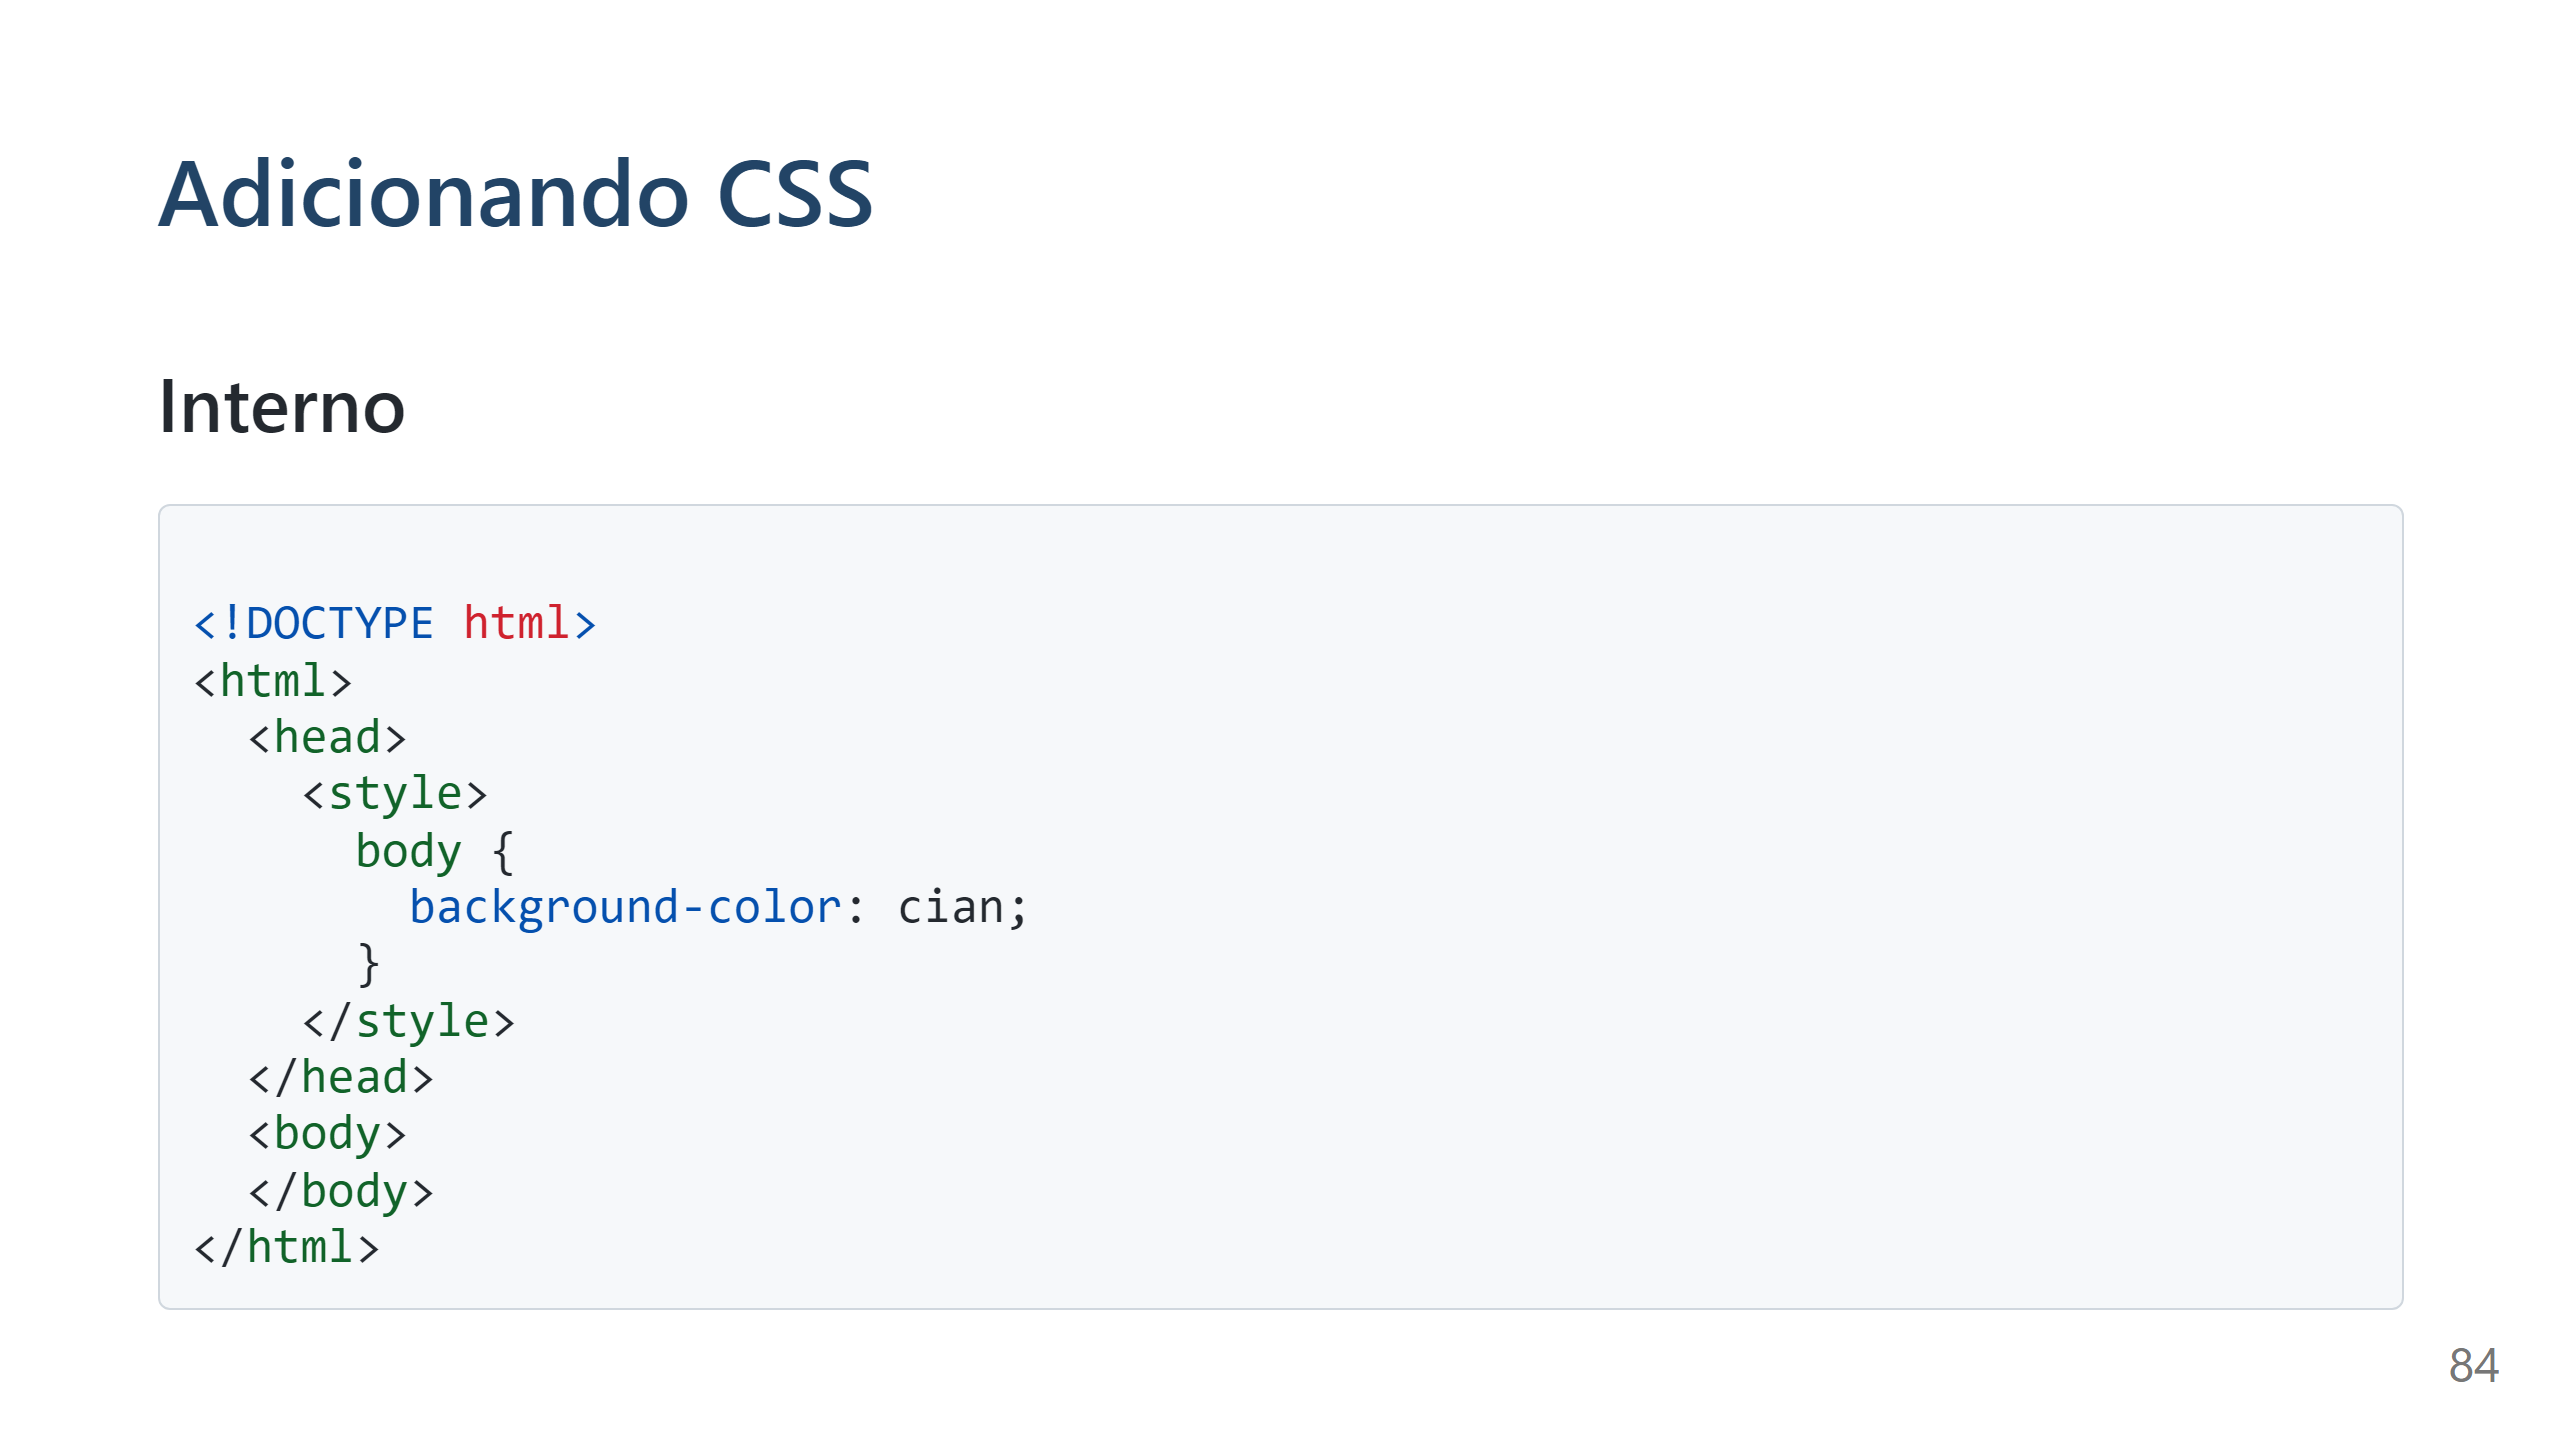 Adicionando CSS
Interno
<!DOCTYPE html>
<html>
  <head>
    <style>
      body {
        background-color: cian;
      }
    </style>
  </head>
  <body>
  </body>
</html>
84